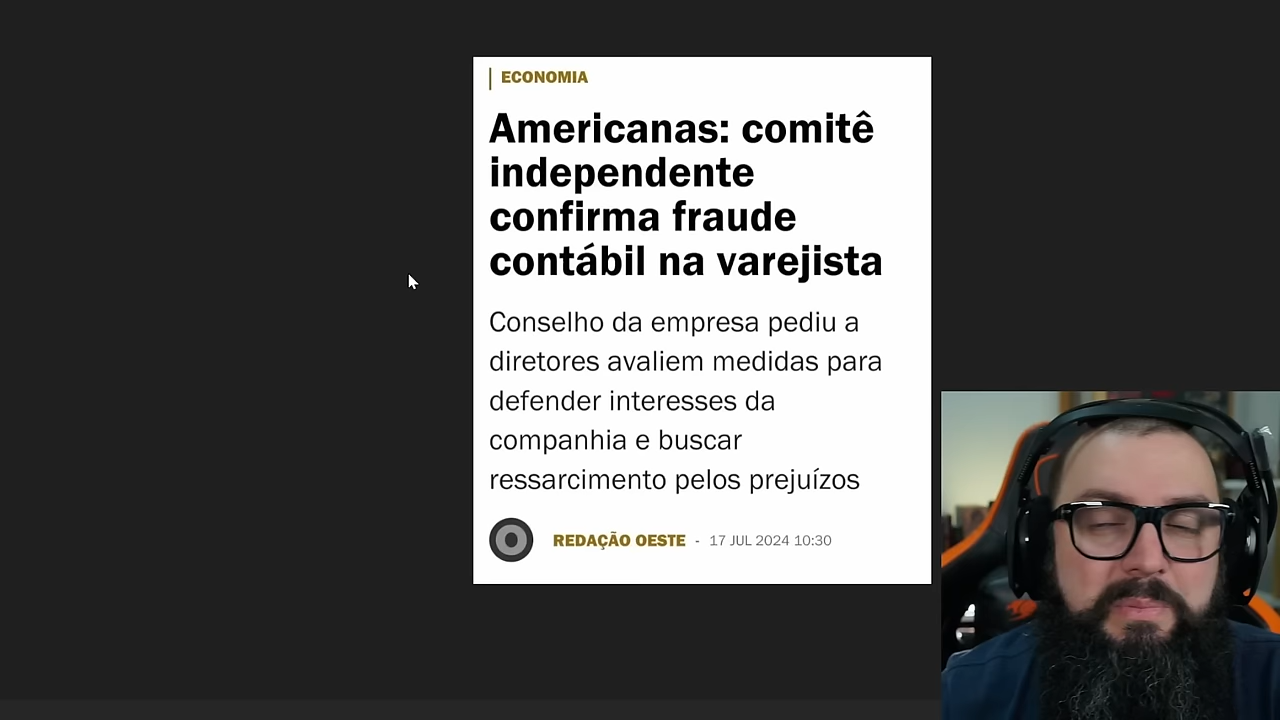 ECONOMIA
Americanas: comitê
independente
confirma fraude
contábil na varejista
Conselho da empresa pediu a
diretores avaliem medidas para
defender interesses da
companhia e buscar
ressarcimento pelos prejuízos
REDAÇÃO OESTE - 17 JUL 2024 10:30